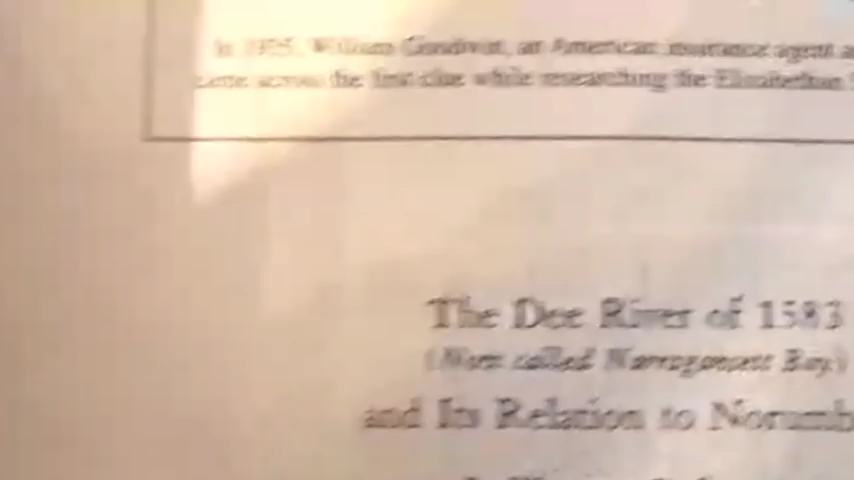 In 1925, William Goodwin, an American insurance agent a
came across the first clue while researching the Elizabethan
The Dee River of 1583
(Now called Narragansett Bay)
and Its Relation to Norumb